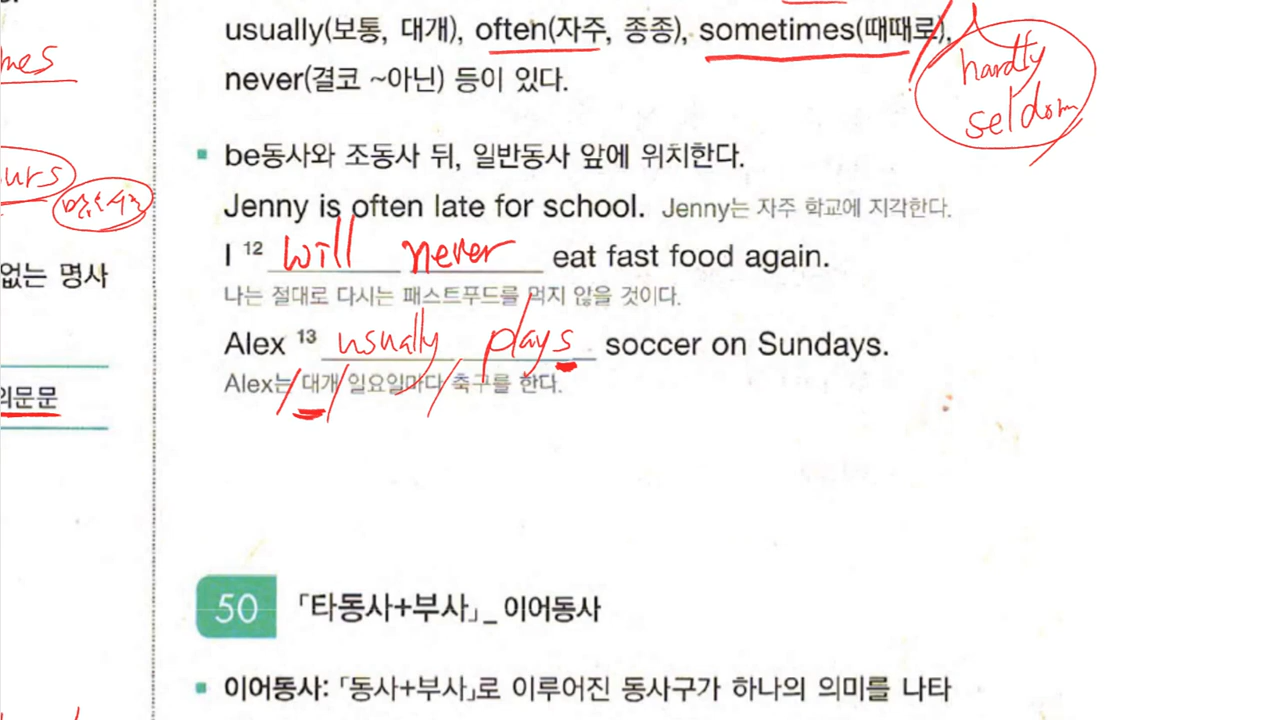 usually(보통, 대개), often(자주, 종종), sometimes(때때로),
hardly
seldom
never(결코 ~아닌) 등이 있다.
be동사와 조동사 뒤, 일반동사 앞에 위치한다.
Jenny is often late for school. Jenny는 자주 학교에 지각한다.
I 12 will never eat fast food again.
나는 절대로 다시는 패스트푸드를 먹지 않을 것이다.
Alex 13 usually plays soccer on Sundays.
Alex는 대개 일요일마다 축구를 한다.
없는 명사
의문문
50 「타동사+부사」_ 이어동사
이어동사: 「동사+부사」로 이루어진 동사구가 하나의 의미를 나타